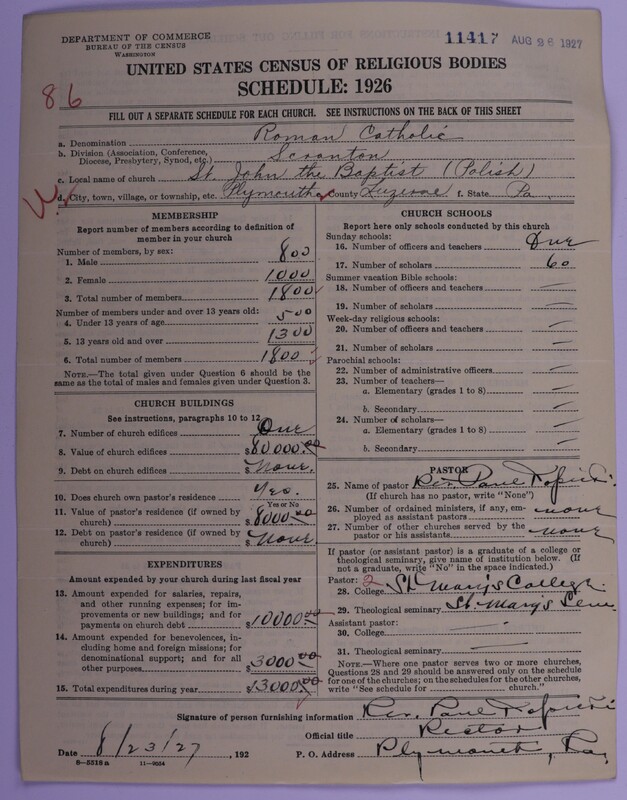 DEPARTMENT OF COMMERCE
BUREAU OF THE CENSUS
WASHINGTON
11417 AUG 26 1927
UNITED STATES CENSUS OF RELIGIOUS BODIES
SCHEDULE: 1926
86
FILL OUT A SEPARATE SCHEDULE FOR EACH CHURCH. SEE INSTRUCTIONS ON THE BACK OF THIS SHEET
a. Denomination Roman Catholic
b. Division (Association, Conference, Diocese, Presbytery, Synod, etc.) Scranton
c. Local name of church St. John the Baptist (Polish)
d. City, town, village, or township, etc. Plymouth e. County Luzerne f. State Pa.
MEMBERSHIP
Report number of members according to definition of
member in your church
Number of members, by sex:
1. Male 800
2. Female 1000
3. Total number of members 1800
Number of members under and over 13 years old:
4. Under 13 years of age 500
5. 13 years old and over 1300
6. Total number of members 1800
NOTE.—The total given under Question 6 should be the
same as the total of males and females given under Question 3.
CHURCH BUILDINGS
See instructions, paragraphs 10 to 12
7. Number of church edifices One
8. Value of church edifices $80000.00
9. Debt on church edifices $None.
10. Does church own pastor's residence Yes.
Yes or No
11. Value of pastor's residence (if owned by
church) $8000.00
12. Debt on pastor's residence (if owned by
church) $None
EXPENDITURES
Amount expended by your church during last fiscal year
13. Amount expended for salaries, repairs,
and other running expenses; for im-
provements or new buildings; and for
payments on church debt $10000.00
14. Amount expended for benevolences, in-
cluding home and foreign missions; for
denominational support; and for all
other purposes $3000.00
15. Total expenditures during year $13000.00
CHURCH SCHOOLS
Report here only schools conducted by this church
Sunday schools:
16. Number of officers and teachers One
17. Number of scholars 60
Summer vacation Bible schools:
18. Number of officers and teachers —
19. Number of scholars —
Week-day religious schools:
20. Number of officers and teachers —
21. Number of scholars —
Parochial schools:
22. Number of administrative officers —
23. Number of teachers—
a. Elementary (grades 1 to 8) —
b. Secondary —
24. Number of scholars—
a. Elementary (grades 1 to 8) —
b. Secondary —
PASTOR
25. Name of pastor Rev. Paul
(If church has no pastor, write "None")
26. Number of ordained ministers, if any, em-
ployed as assistant pastors none
27. Number of other churches served by the
pastor or his assistants none
If pastor (or assistant pastor) is a graduate of a college or
theological seminary, give name of institution below. (If
not a graduate, write "No" in the space indicated.)
Pastor: 2
28. College St. Mary's College.
29. Theological seminary St. Mary's Sem.
Assistant pastor:
30. College —
31. Theological seminary —
NOTE.—Where one pastor serves two or more churches,
Questions 28 and 29 should be answered only on the schedule
for one of the churches; on the schedules for the other churches,
write "See schedule for church."
Signature of person furnishing information Rev. Paul
Official title Rector
Date 8/23/27, 192 P. O. Address Plymouth, Pa.
8—5518 a 11—9034